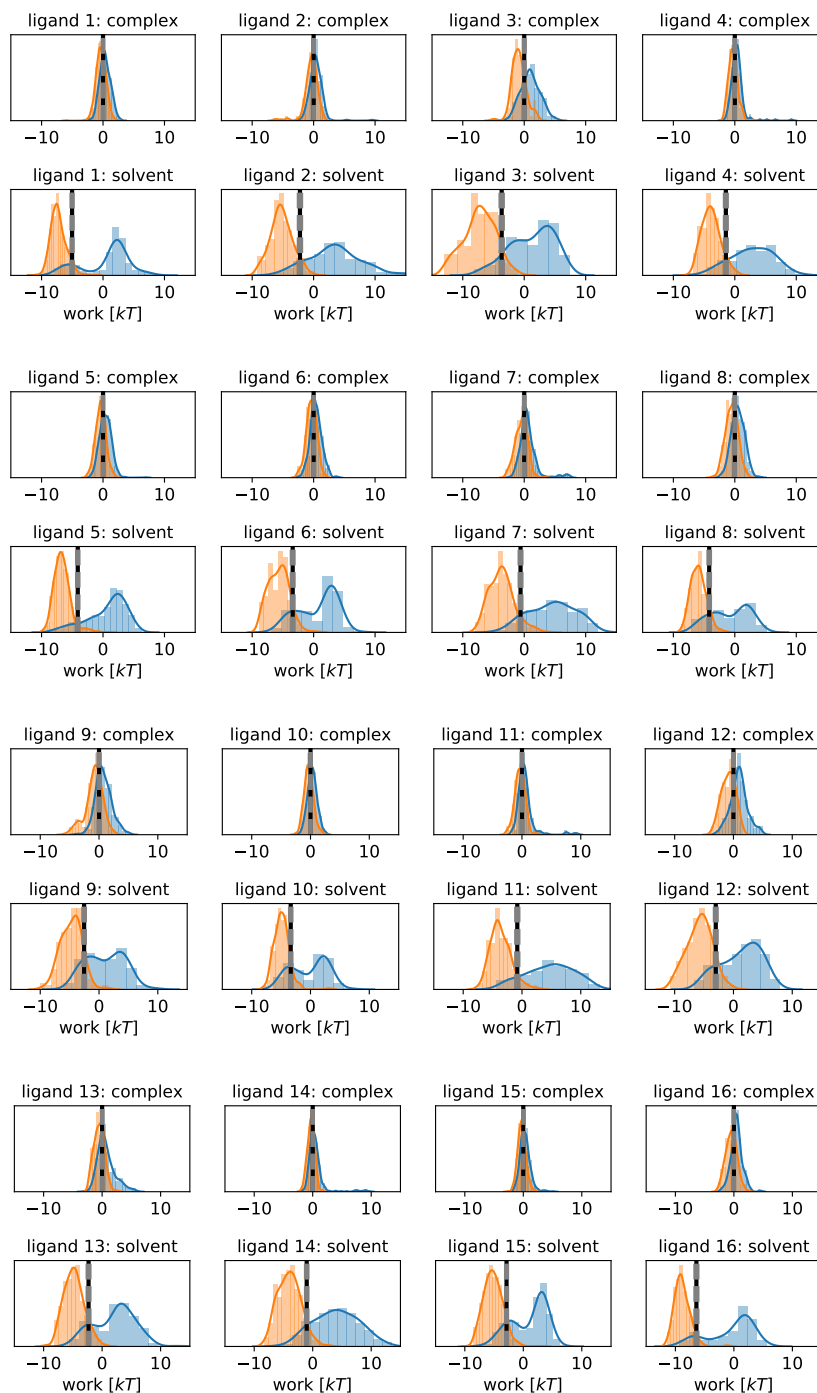 ligand 1: complex ligand 2: complex ligand 3: complex ligand 4: complex
−10 0 10 −10 0 10 −10 0 10 −10 0 10
ligand 1: solvent ligand 2: solvent ligand 3: solvent ligand 4: solvent
−10 0 10 −10 0 10 −10 0 10 −10 0 10
work [kT] work [kT] work [kT] work [kT]
ligand 5: complex ligand 6: complex ligand 7: complex ligand 8: complex
−10 0 10 −10 0 10 −10 0 10 −10 0 10
ligand 5: solvent ligand 6: solvent ligand 7: solvent ligand 8: solvent
−10 0 10 −10 0 10 −10 0 10 −10 0 10
work [kT] work [kT] work [kT] work [kT]
ligand 9: complex ligand 10: complex ligand 11: complex ligand 12: complex
−10 0 10 −10 0 10 −10 0 10 −10 0 10
ligand 9: solvent ligand 10: solvent ligand 11: solvent ligand 12: solvent
−10 0 10 −10 0 10 −10 0 10 −10 0 10
work [kT] work [kT] work [kT] work [kT]
ligand 13: complex ligand 14: complex ligand 15: complex ligand 16: complex
−10 0 10 −10 0 10 −10 0 10 −10 0 10
ligand 13: solvent ligand 14: solvent ligand 15: solvent ligand 16: solvent
−10 0 10 −10 0 10 −10 0 10 −10 0 10
work [kT] work [kT] work [kT] work [kT]